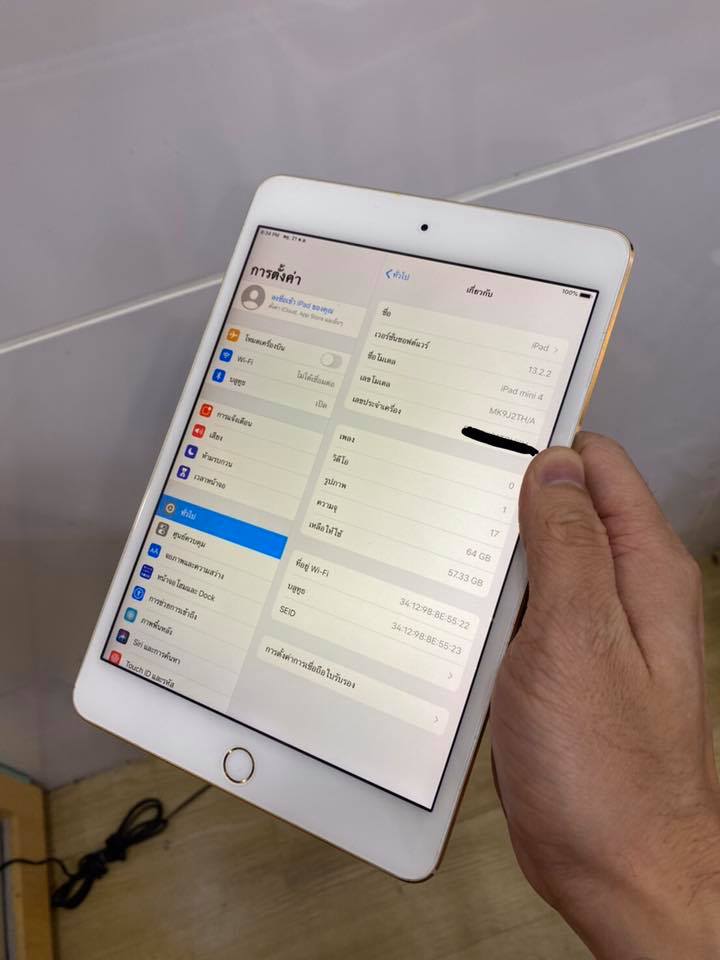 8:24 PM พฤ. 21 พ.ย.
100%
การตั้งค่า
ลงชื่อเข้า iPad ของคุณ
ตั้งค่า iCloud, App Store และอื่นๆ
โหมดเครื่องบิน
Wi-Fi ไม่ได้เชื่อมต่อ
บลูทูธ เปิด
การแจ้งเตือน
เสียง
ห้ามรบกวน
เวลาหน้าจอ
ทั่วไป
ศูนย์ควบคุม
จอภาพและความสว่าง
หน้าจอโฮมและ Dock
การช่วยการเข้าถึง
ภาพพื้นหลัง
Siri และการค้นหา
Touch ID และรหัส
ทั่วไป
เกี่ยวกับ
ชื่อ iPad
เวอร์ชั่นซอฟต์แวร์ 13.2.2
ชื่อโมเดล iPad mini 4
เลขโมเดล MK9J2TH/A
เลขประจำเครื่อง
เพลง 0
วิดีโอ 1
รูปภาพ 17
ความจุ 64 GB
เหลือให้ใช้ 57.33 GB
ที่อยู่ Wi-Fi 34:12:98:8E:55:22
บลูทูธ 34:12:98:8E:55:23
SEID
การตั้งค่าการเชื่อถือใบรับรอง